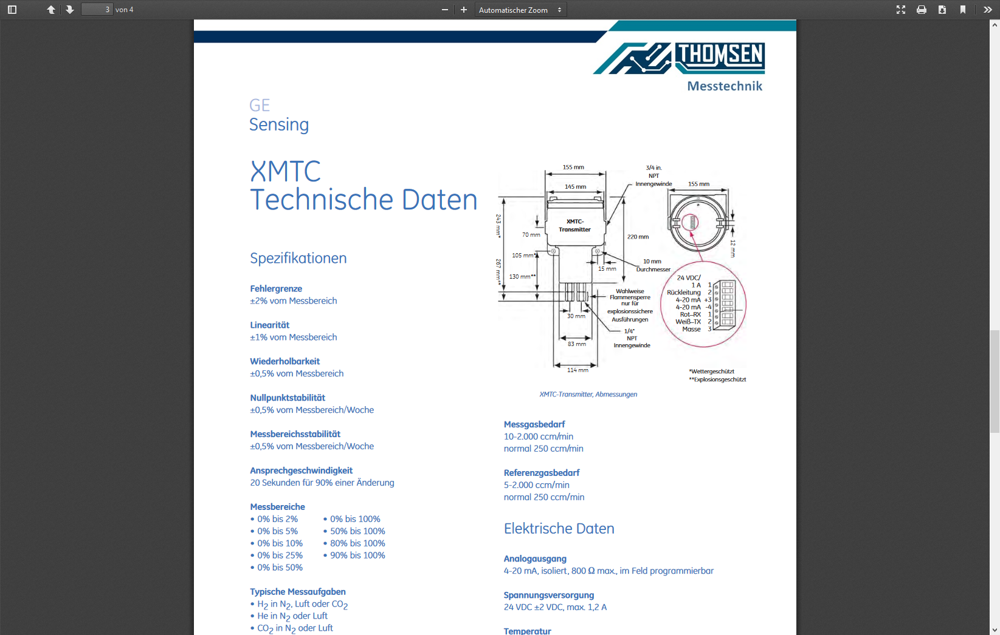 3 von 4
Automatischer Zoom
THOMSEN
Messtechnik
GE
Sensing
XMTC
Technische Daten
Spezifikationen
Fehlergrenze
±2% vom Messbereich
Linearität
±1% vom Messbereich
Wiederholbarkeit
±0,5% vom Messbereich
Nullpunktstabilität
±0,5% vom Messbereich/Woche
Messbereichsstabilität
±0,5% vom Messbereich/Woche
Ansprechgeschwindigkeit
20 Sekunden für 90% einer Änderung
Messbereiche
• 0% bis 2%
• 0% bis 5%
• 0% bis 10%
• 0% bis 25%
• 0% bis 50%
• 0% bis 100%
• 50% bis 100%
• 80% bis 100%
• 90% bis 100%
Typische Messaufgaben
• H2 in N2, Luft oder CO2
• He in N2 oder Luft
• CO2 in N2 oder Luft
155 mm
145 mm
3/4 in.
NPT
Innengewinde
155 mm
243 mm*
XMTC-
Transmitter
70 mm
220 mm
12 mm
105 mm*
267 mm**
130 mm**
15 mm
10 mm
Durchmesser
Wahlweise
Flammensperre
nur für
explosionssichere
Ausführungen
30 mm
1/4"
NPT
Innengewinde
83 mm
114 mm
24 VDC/
1 A 1
Rückleitung 2
4-20 mA +3
4-20 mA -4
Rot–RX 1
Weiß–TX 2
Masse 3
*Wettergeschützt
**Explosionsgeschützt
XMTC-Transmitter, Abmessungen
Messgasbedarf
10-2.000 ccm/min
normal 250 ccm/min
Referenzgasbedarf
5-2.000 ccm/min
normal 250 ccm/min
Elektrische Daten
Analogausgang
4-20 mA, isoliert, 800 Ω max., im Feld programmierbar
Spannungsversorgung
24 VDC ±2 VDC, max. 1,2 A
Temperatur